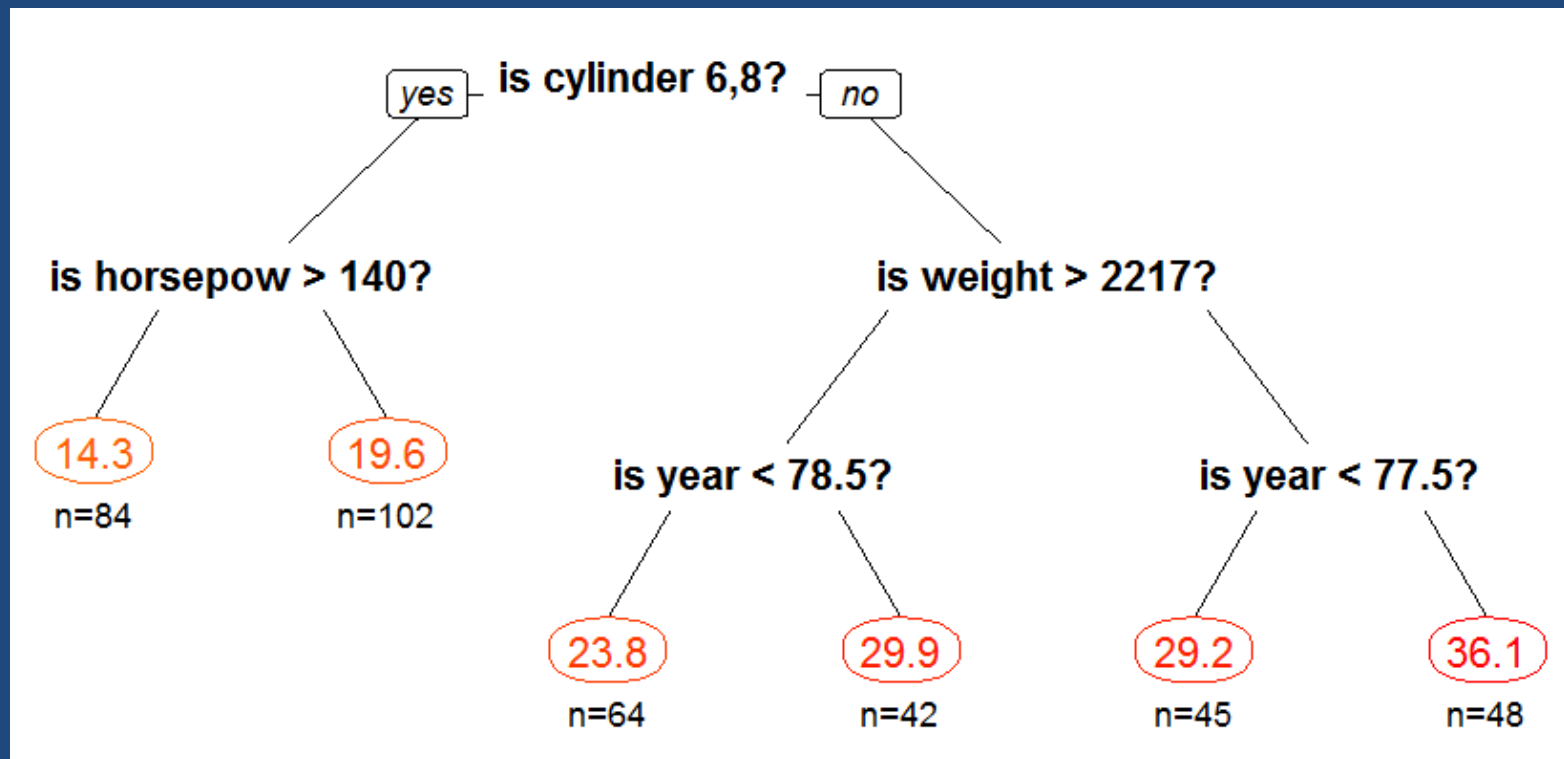 yes is cylinder 6,8? no
is horsepow > 140? is weight > 2217?
14.3 19.6 is year < 78.5? is year < 77.5?
n=84 n=102
23.8 29.9 29.2 36.1
n=64 n=42 n=45 n=48